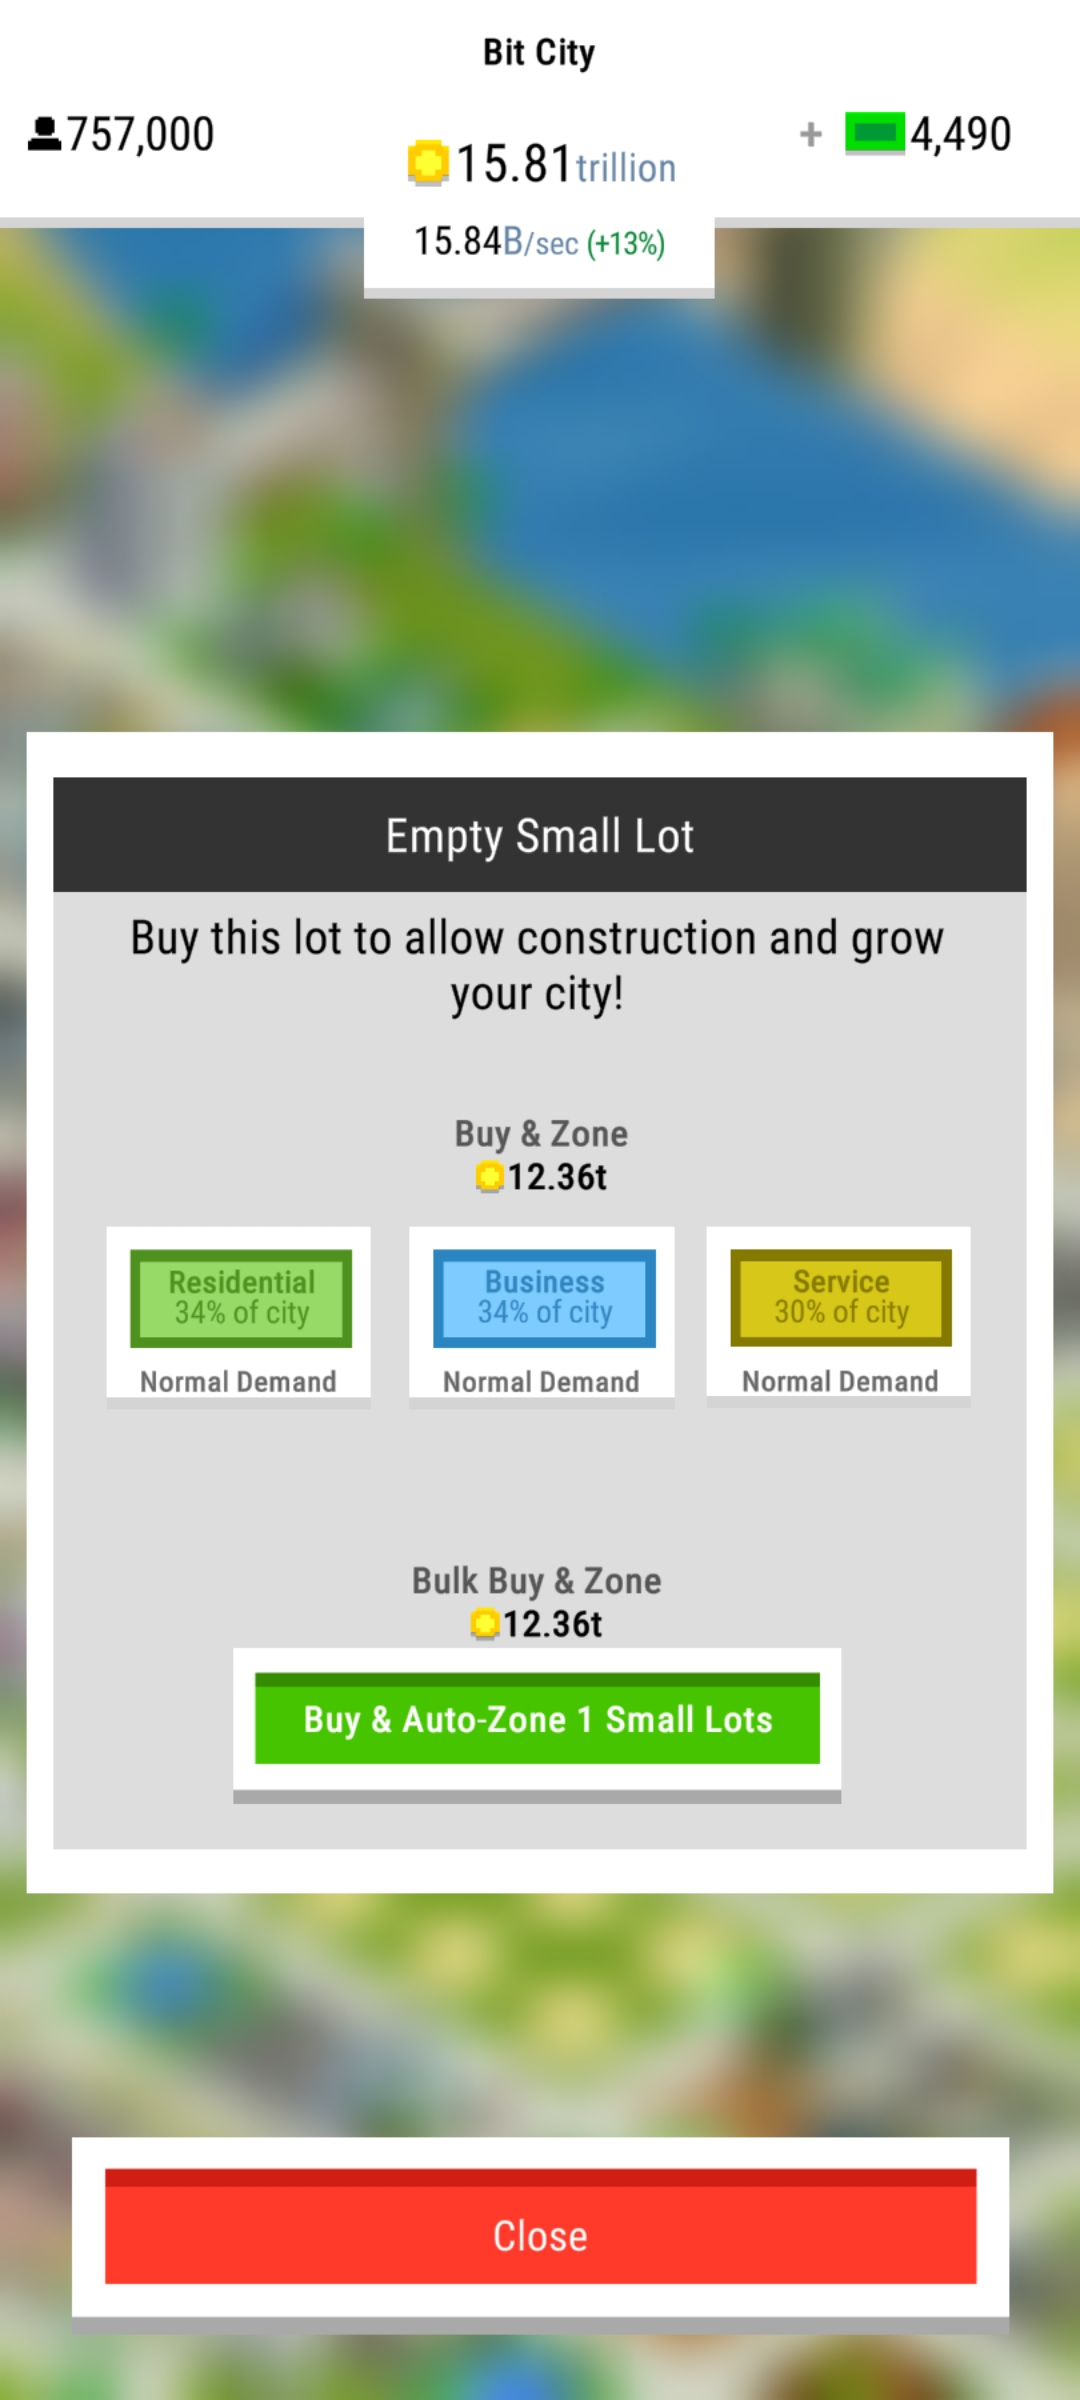 Bit City
757,000
15.81trillion
+ 4,490
15.84B/sec (+13%)
Empty Small Lot
Buy this lot to allow construction and grow
your city!
Buy & Zone
12.36t
Residential
34% of city
Normal Demand
Business
34% of city
Normal Demand
Service
30% of city
Normal Demand
Bulk Buy & Zone
12.36t
Buy & Auto-Zone 1 Small Lots
Close